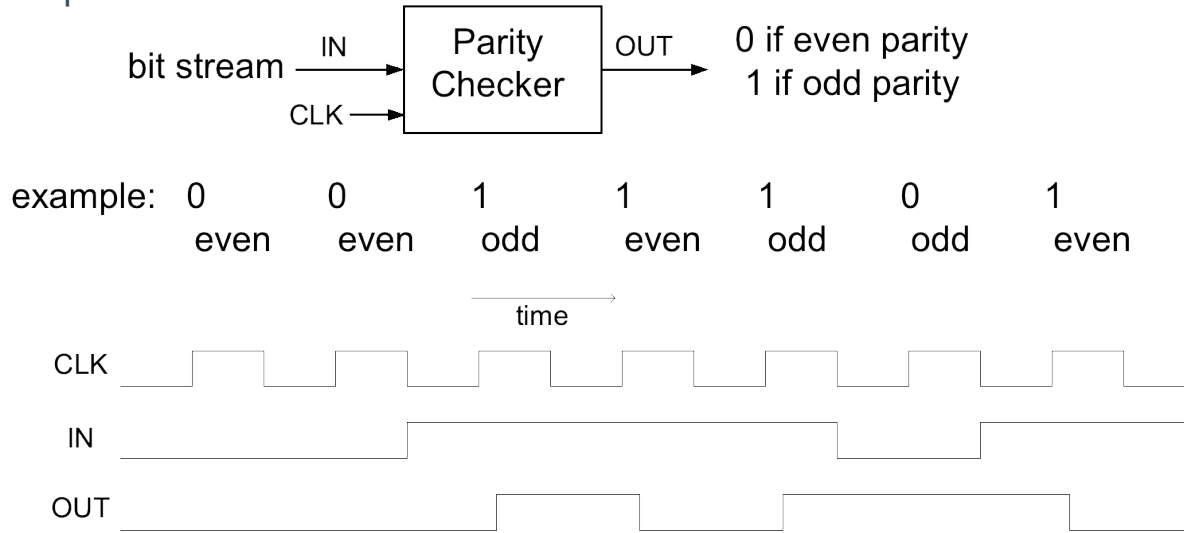 IN
bit stream
CLK
Parity
Checker
OUT
0 if even parity
1 if odd parity
example: 0 0 1 1 1 0 1
even even odd even odd odd even
time
CLK
IN
OUT